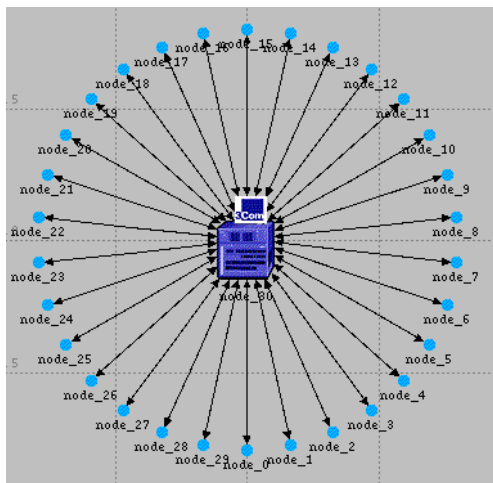 node_15
node_16
node_14
node_17
node_13
node_18
node_12
.5
node_19
node_11
node_20
node_10
node_21
node_9
3Com
node_22
node_8
node_23
node_7
node_30
node_24
node_6
node_25
node_5
.5
node_26
node_4
node_27
node_3
node_28
node_2
node_29
node_1
node_0